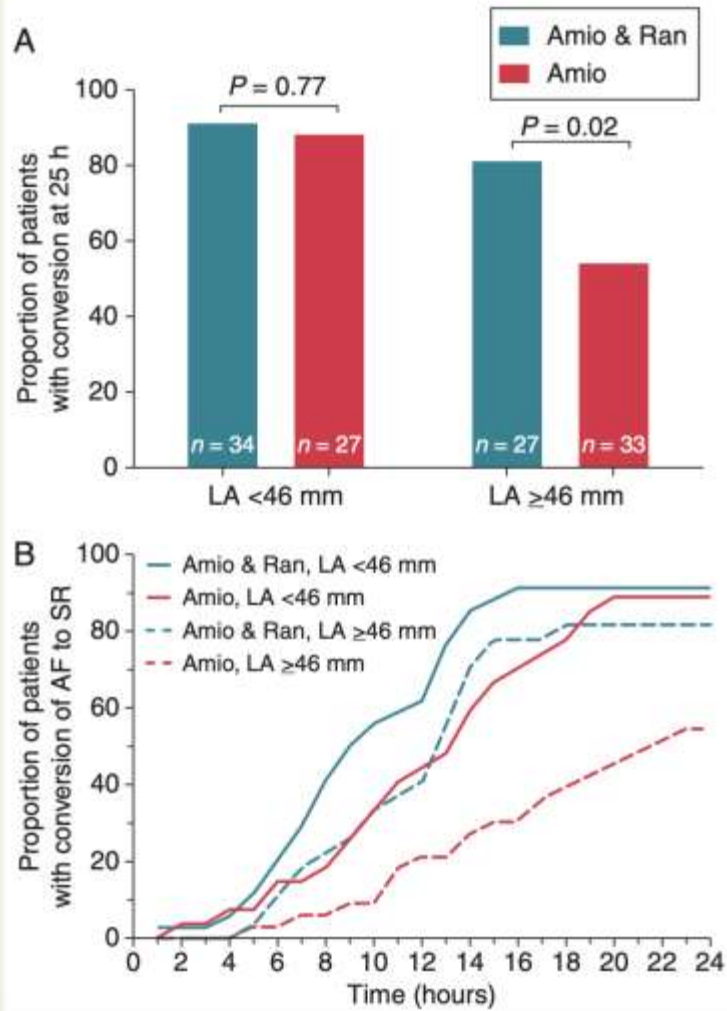 A
Amio & Ran
Amio
P = 0.77
P = 0.02
Proportion of patients
with conversion at 25 h
100
80
60
40
20
0
n = 34
n = 27
n = 27
n = 33
LA <46 mm
LA ≥46 mm
B
Amio & Ran, LA <46 mm
Amio, LA <46 mm
Amio & Ran, LA ≥46 mm
Amio, LA ≥46 mm
Proportion of patients
with conversion of AF to SR
100
80
60
40
20
0
0 2 4 6 8 10 12 14 16 18 20 22 24
Time (hours)